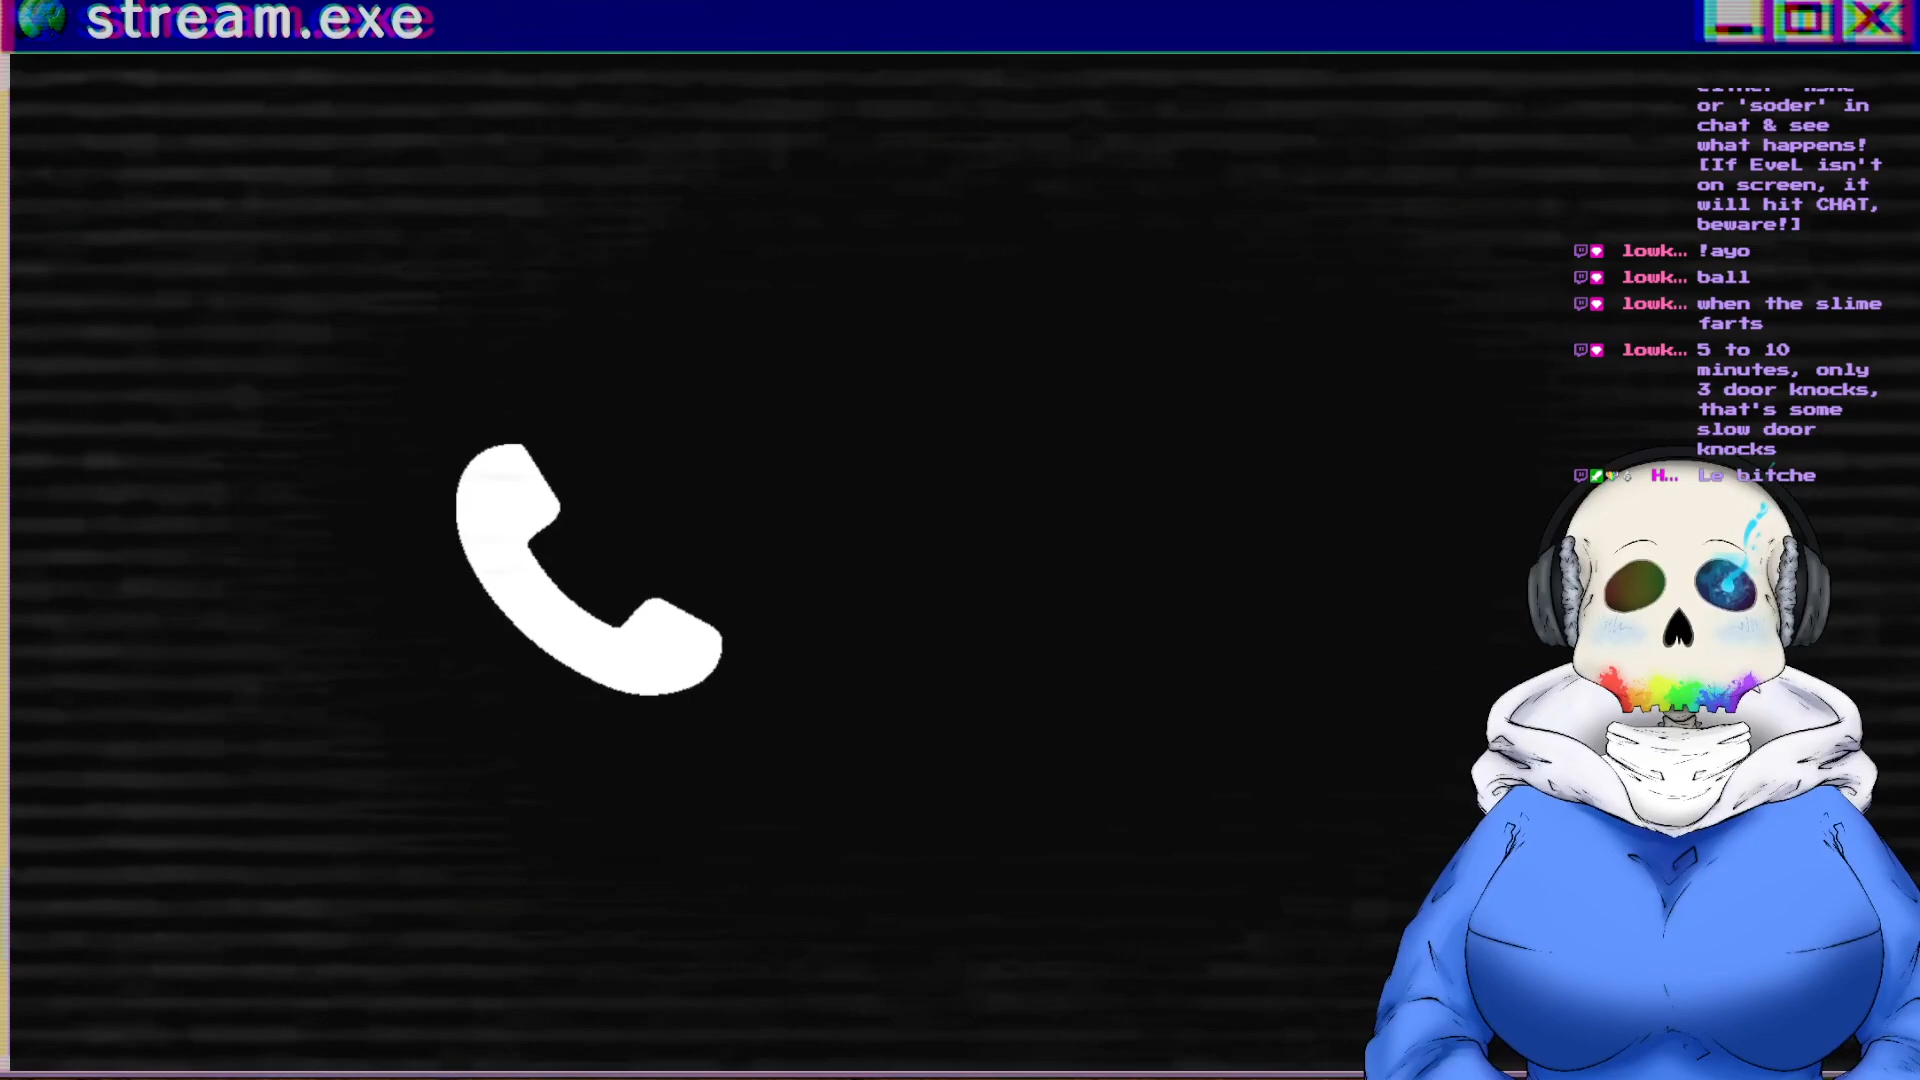 stream.exe
or 'soder' in
chat & see
what happens!
[If EveL isn't
on screen, it
will hit CHAT,
beware!]
lowk... !ayo
lowk... ball
lowk... when the slime
farts
lowk... 5 to 10
minutes, only
3 door knocks,
that's some
slow door
knocks
H... Le bitche